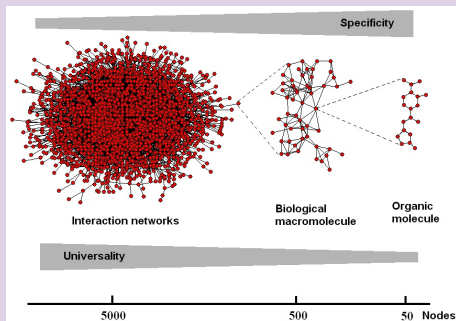 Specificity
Interaction networks
Biological
macromolecule
Organic
molecule
Universality
5000
500
50
Nodes